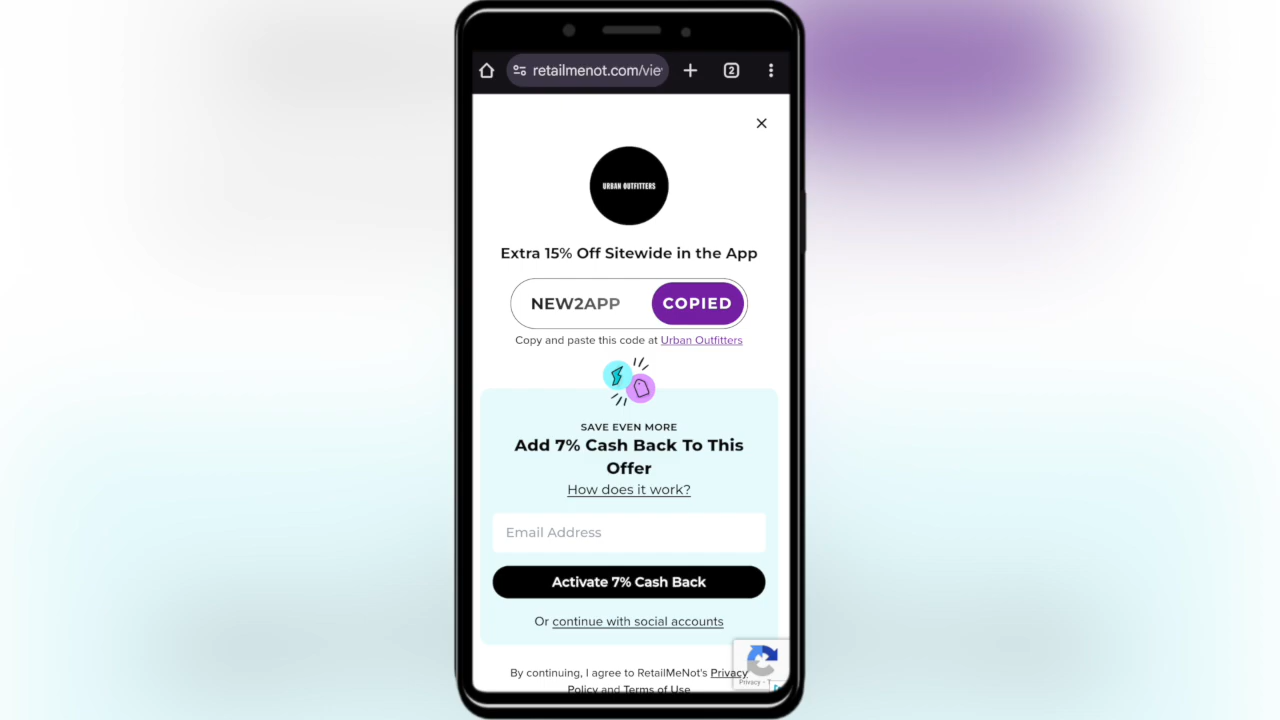 retailmenot.com/vie
2
URBAN OUTFITTERS
Extra 15% Off Sitewide in the App
NEW2APP
COPIED
Copy and paste this code at Urban Outfitters
SAVE EVEN MORE
Add 7% Cash Back To This
Offer
How does it work?
Email Address
Activate 7% Cash Back
Or continue with social accounts
By continuing, I agree to RetailMeNot's Privacy
Policy and Terms of Use
Privacy - T